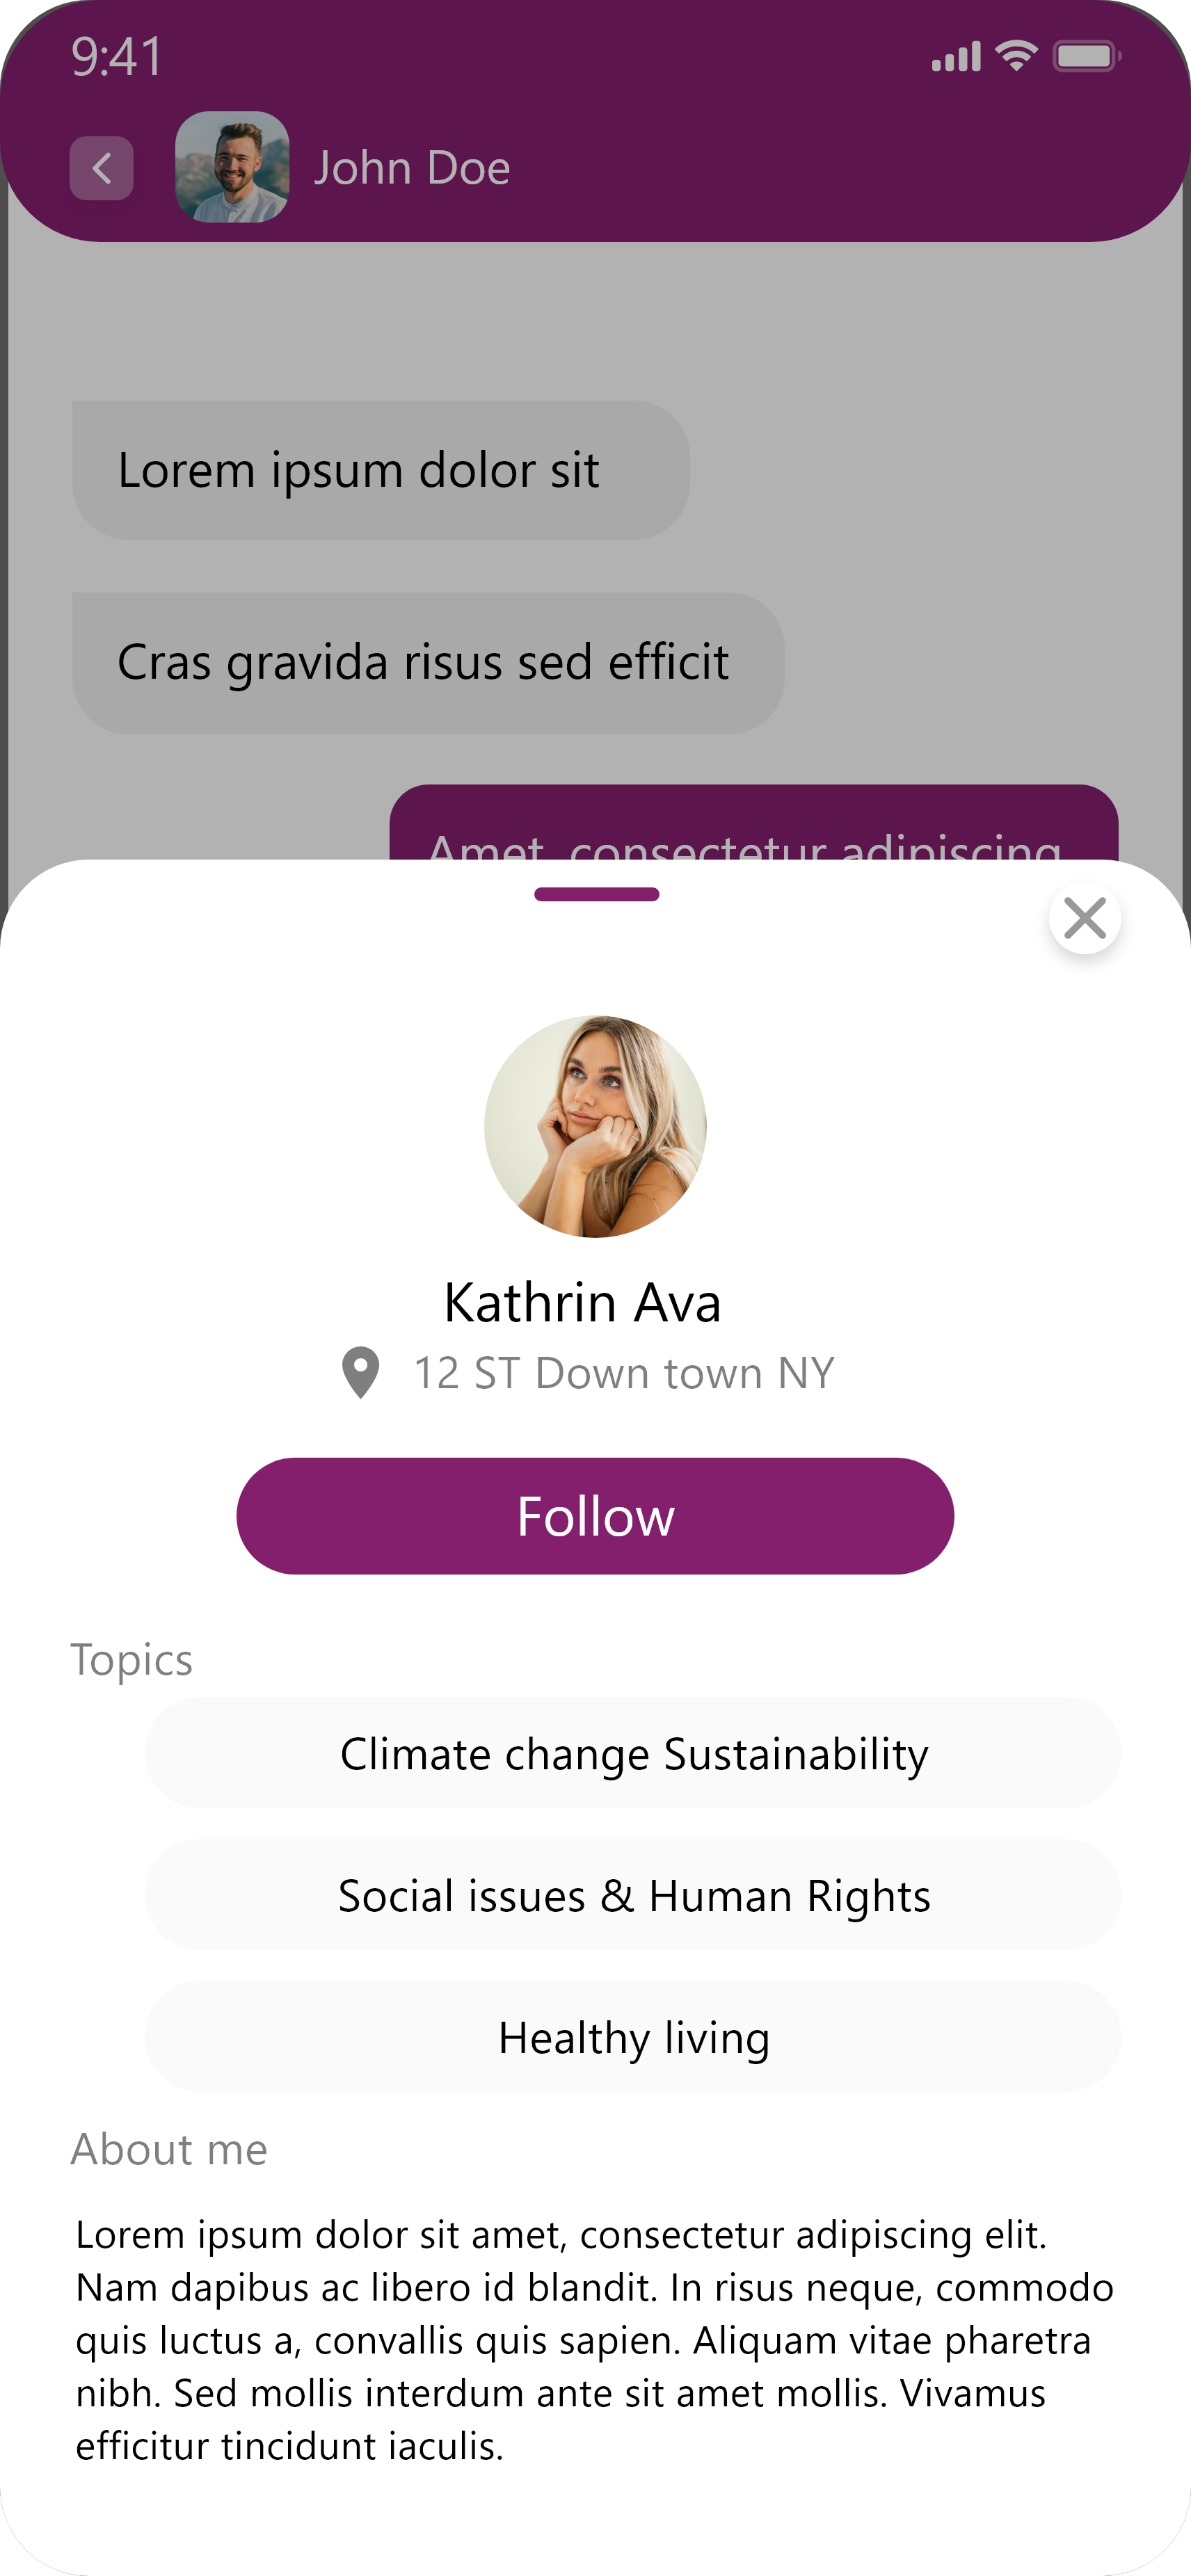 9:41
John Doe
Lorem ipsum dolor sit
Cras gravida risus sed efficit
Amet, consectetur adipiscing
Kathrin Ava
12 ST Down town NY
Follow
Topics
Climate change Sustainability
Social issues & Human Rights
Healthy living
About me
Lorem ipsum dolor sit amet, consectetur adipiscing elit.
Nam dapibus ac libero id blandit. In risus neque, commodo
quis luctus a, convallis quis sapien. Aliquam vitae pharetra
nibh. Sed mollis interdum ante sit amet mollis. Vivamus
efficitur tincidunt iaculis.